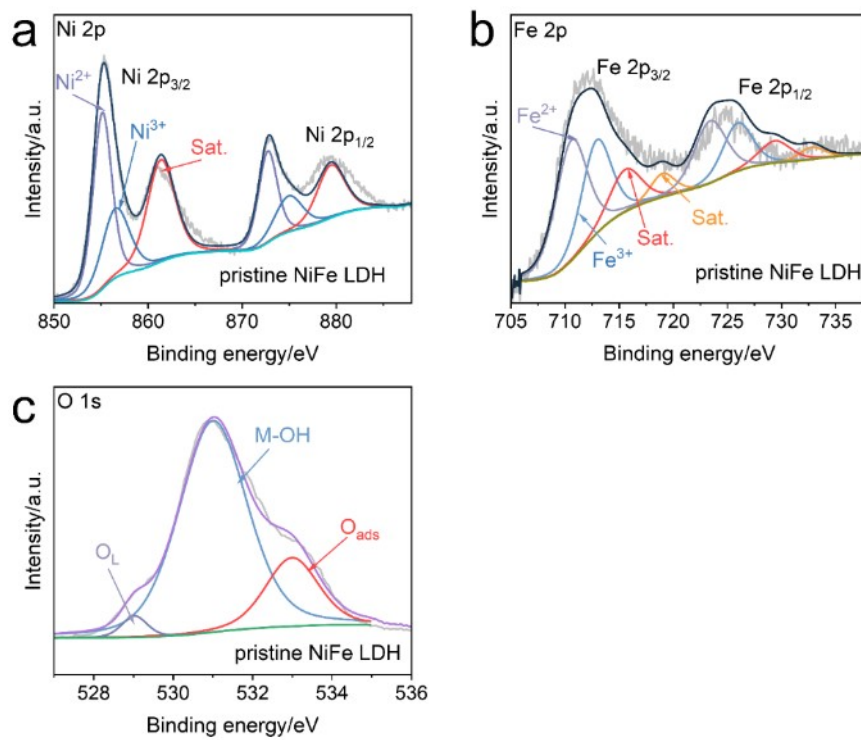 a
Ni 2p
Ni²⁺
Ni 2p₃/₂
Ni³⁺
Sat.
Ni 2p₁/₂
pristine NiFe LDH
Intensity/a.u.
850 860 870 880
Binding energy/eV
b
Fe 2p
Fe 2p₃/₂
Fe 2p₁/₂
Fe²⁺
Sat.
Sat.
Fe³⁺
pristine NiFe LDH
Intensity/a.u.
705 710 715 720 725 730 735
Binding energy/eV
c
O 1s
M-OH
O_ads
O_L
pristine NiFe LDH
Intensity/a.u.
528 530 532 534 536
Binding energy/eV